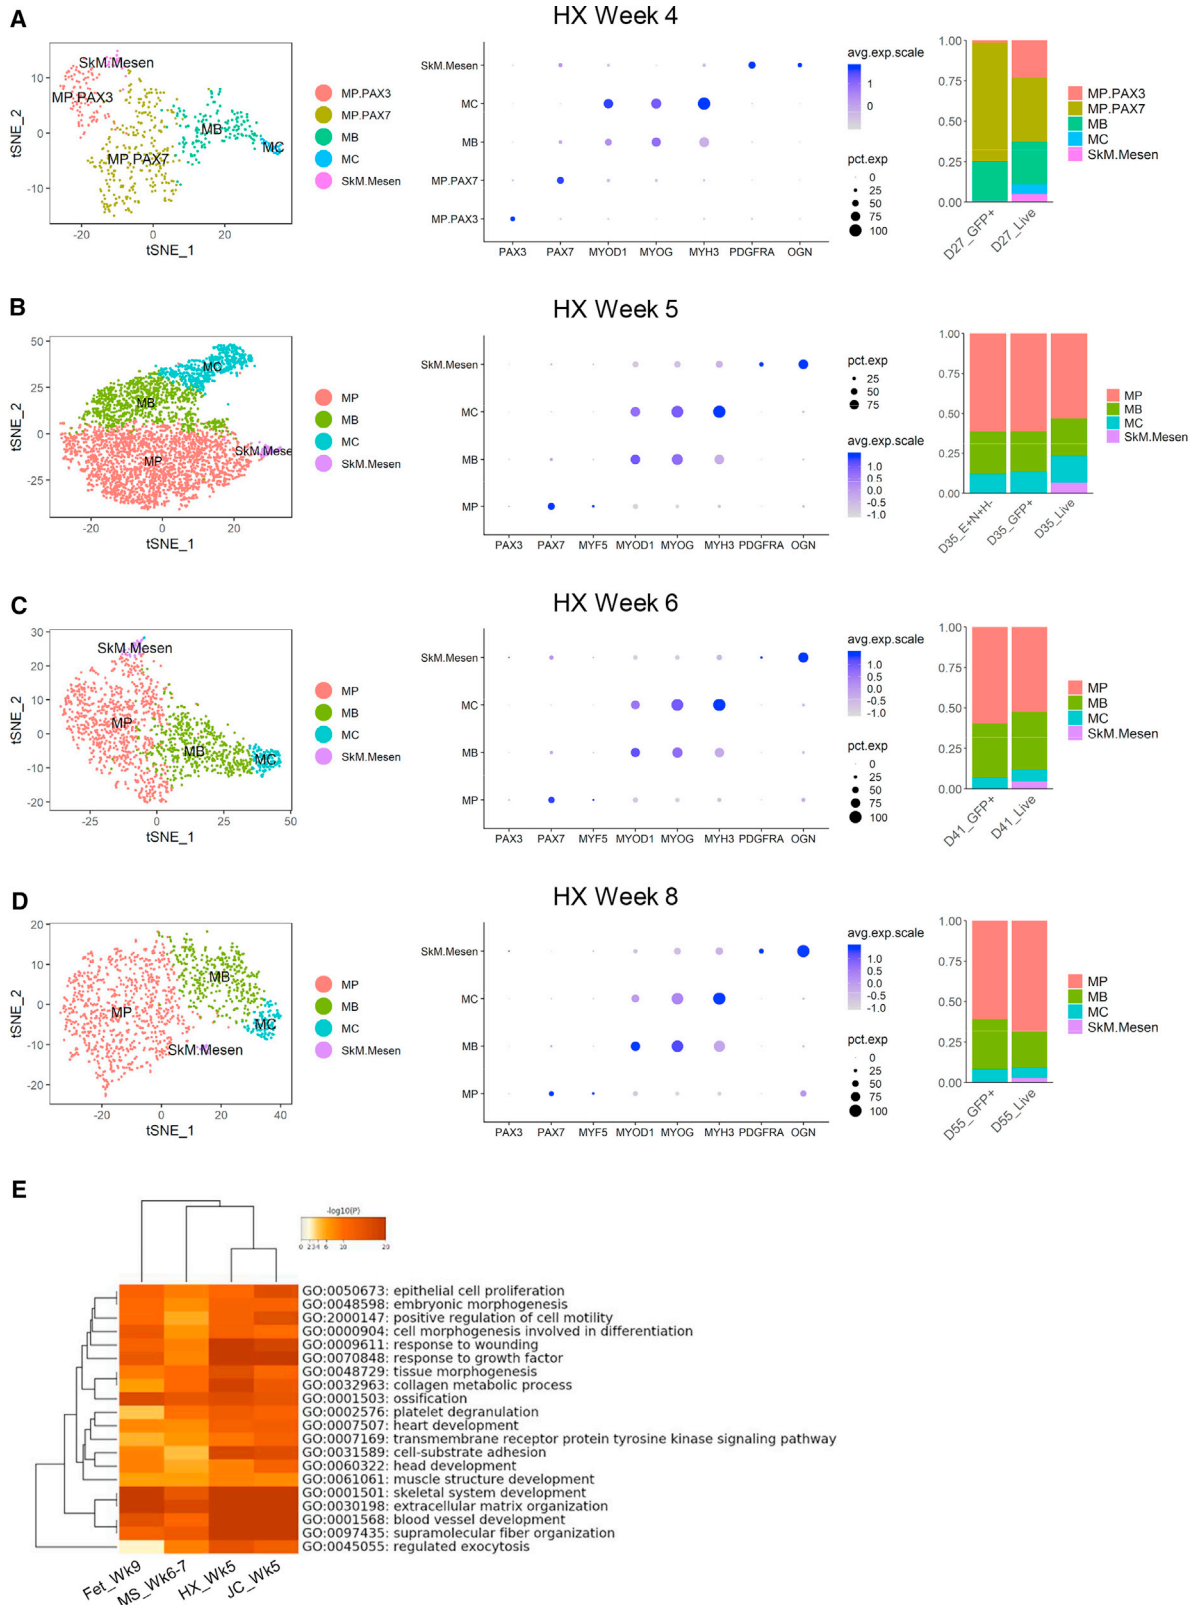 A
HX Week 4
tSNE_2
10
0
-10
-20
0
20
tSNE_1
SkM.Mesen
MP.PAX3
MP.PAX7
MB
MC
MP.PAX3
MP.PAX7
MB
MC
SkM.Mesen
SkM.Mesen
MC
MB
MP.PAX7
MP.PAX3
PAX3 PAX7 MYOD1 MYOG MYH3 PDGFRA OGN
avg.exp.scale
1
0
pct.exp
0
25
50
75
100
1.00
0.75
0.50
0.25
0.00
D27_GFP+
D27_Live
MP.PAX3
MP.PAX7
MB
MC
SkM.Mesen
B
HX Week 5
tSNE_2
50
25
0
-25
-20
0
20
tSNE_1
MC
MB
MP
SkM.Mese
MP
MB
MC
SkM.Mesen
SkM.Mesen
MC
MB
MP
PAX3 PAX7 MYF5 MYOD1 MYOG MYH3 PDGFRA OGN
pct.exp
25
50
75
avg.exp.scale
1.0
0.5
0.0
-0.5
-1.0
1.00
0.75
0.50
0.25
0.00
D35_E+N+H-
D35_GFP+
D35_Live
MP
MB
MC
SkM.Mesen
C
HX Week 6
tSNE_2
30
20
10
0
-10
-20
-25
0
25
50
tSNE_1
SkM.Mesen
MP
MB
MC
MP
MB
MC
SkM.Mesen
SkM.Mesen
MC
MB
MP
PAX3 PAX7 MYF5 MYOD1 MYOG MYH3 PDGFRA OGN
avg.exp.scale
1.0
0.5
0.0
-0.5
-1.0
pct.exp
0
25
50
75
100
1.00
0.75
0.50
0.25
0.00
D41_GFP+
D41_Live
MP
MB
MC
SkM.Mesen
D
HX Week 8
tSNE_2
20
10
0
-10
-20
-20
0
20
40
tSNE_1
MB
MP
MC
SkM.Mesen
MP
MB
MC
SkM.Mesen
SkM.Mesen
MC
MB
MP
PAX3 PAX7 MYF5 MYOD1 MYOG MYH3 PDGFRA OGN
avg.exp.scale
1.0
0.5
0.0
-0.5
-1.0
pct.exp
0
25
50
75
100
1.00
0.75
0.50
0.25
0.00
D55_GFP+
D55_Live
MP
MB
MC
SkM.Mesen
E
-log10(P)
0 2 3 4 6 10 20
GO:0050673: epithelial cell proliferation
GO:0048598: embryonic morphogenesis
GO:2000147: positive regulation of cell motility
GO:0000904: cell morphogenesis involved in differentiation
GO:0009611: response to wounding
GO:0070848: response to growth factor
GO:0048729: tissue morphogenesis
GO:0032963: collagen metabolic process
GO:0001503: ossification
GO:0002576: platelet degranulation
GO:0007507: heart development
GO:0007169: transmembrane receptor protein tyrosine kinase signaling pathway
GO:0031589: cell-substrate adhesion
GO:0060322: head development
GO:0061061: muscle structure development
GO:0001501: skeletal system development
GO:0030198: extracellular matrix organization
GO:0001568: blood vessel development
GO:0097435: supramolecular fiber organization
GO:0045055: regulated exocytosis
Fet_Wk9
MS_Wk6-7
HX_Wk5
JC_Wk5